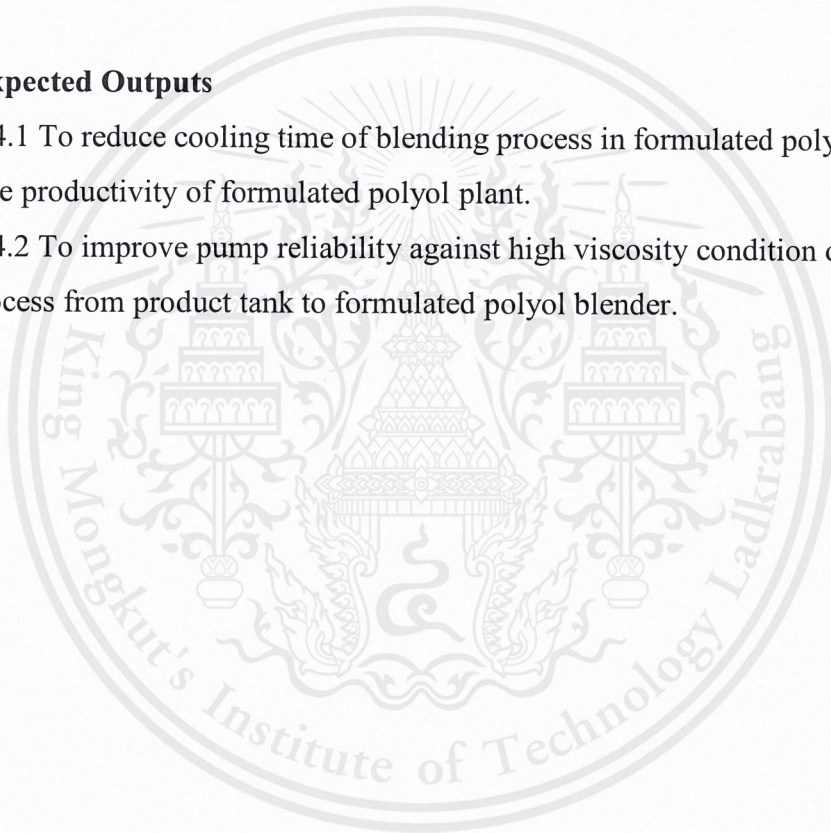 xpected Outputs
4.1 To reduce cooling time of blending process in formulated poly
e productivity of formulated polyol plant.
4.2 To improve pump reliability against high viscosity condition
cess from product tank to formulated polyol blender.
King Mongkut's Institute of Technology Ladkrabang